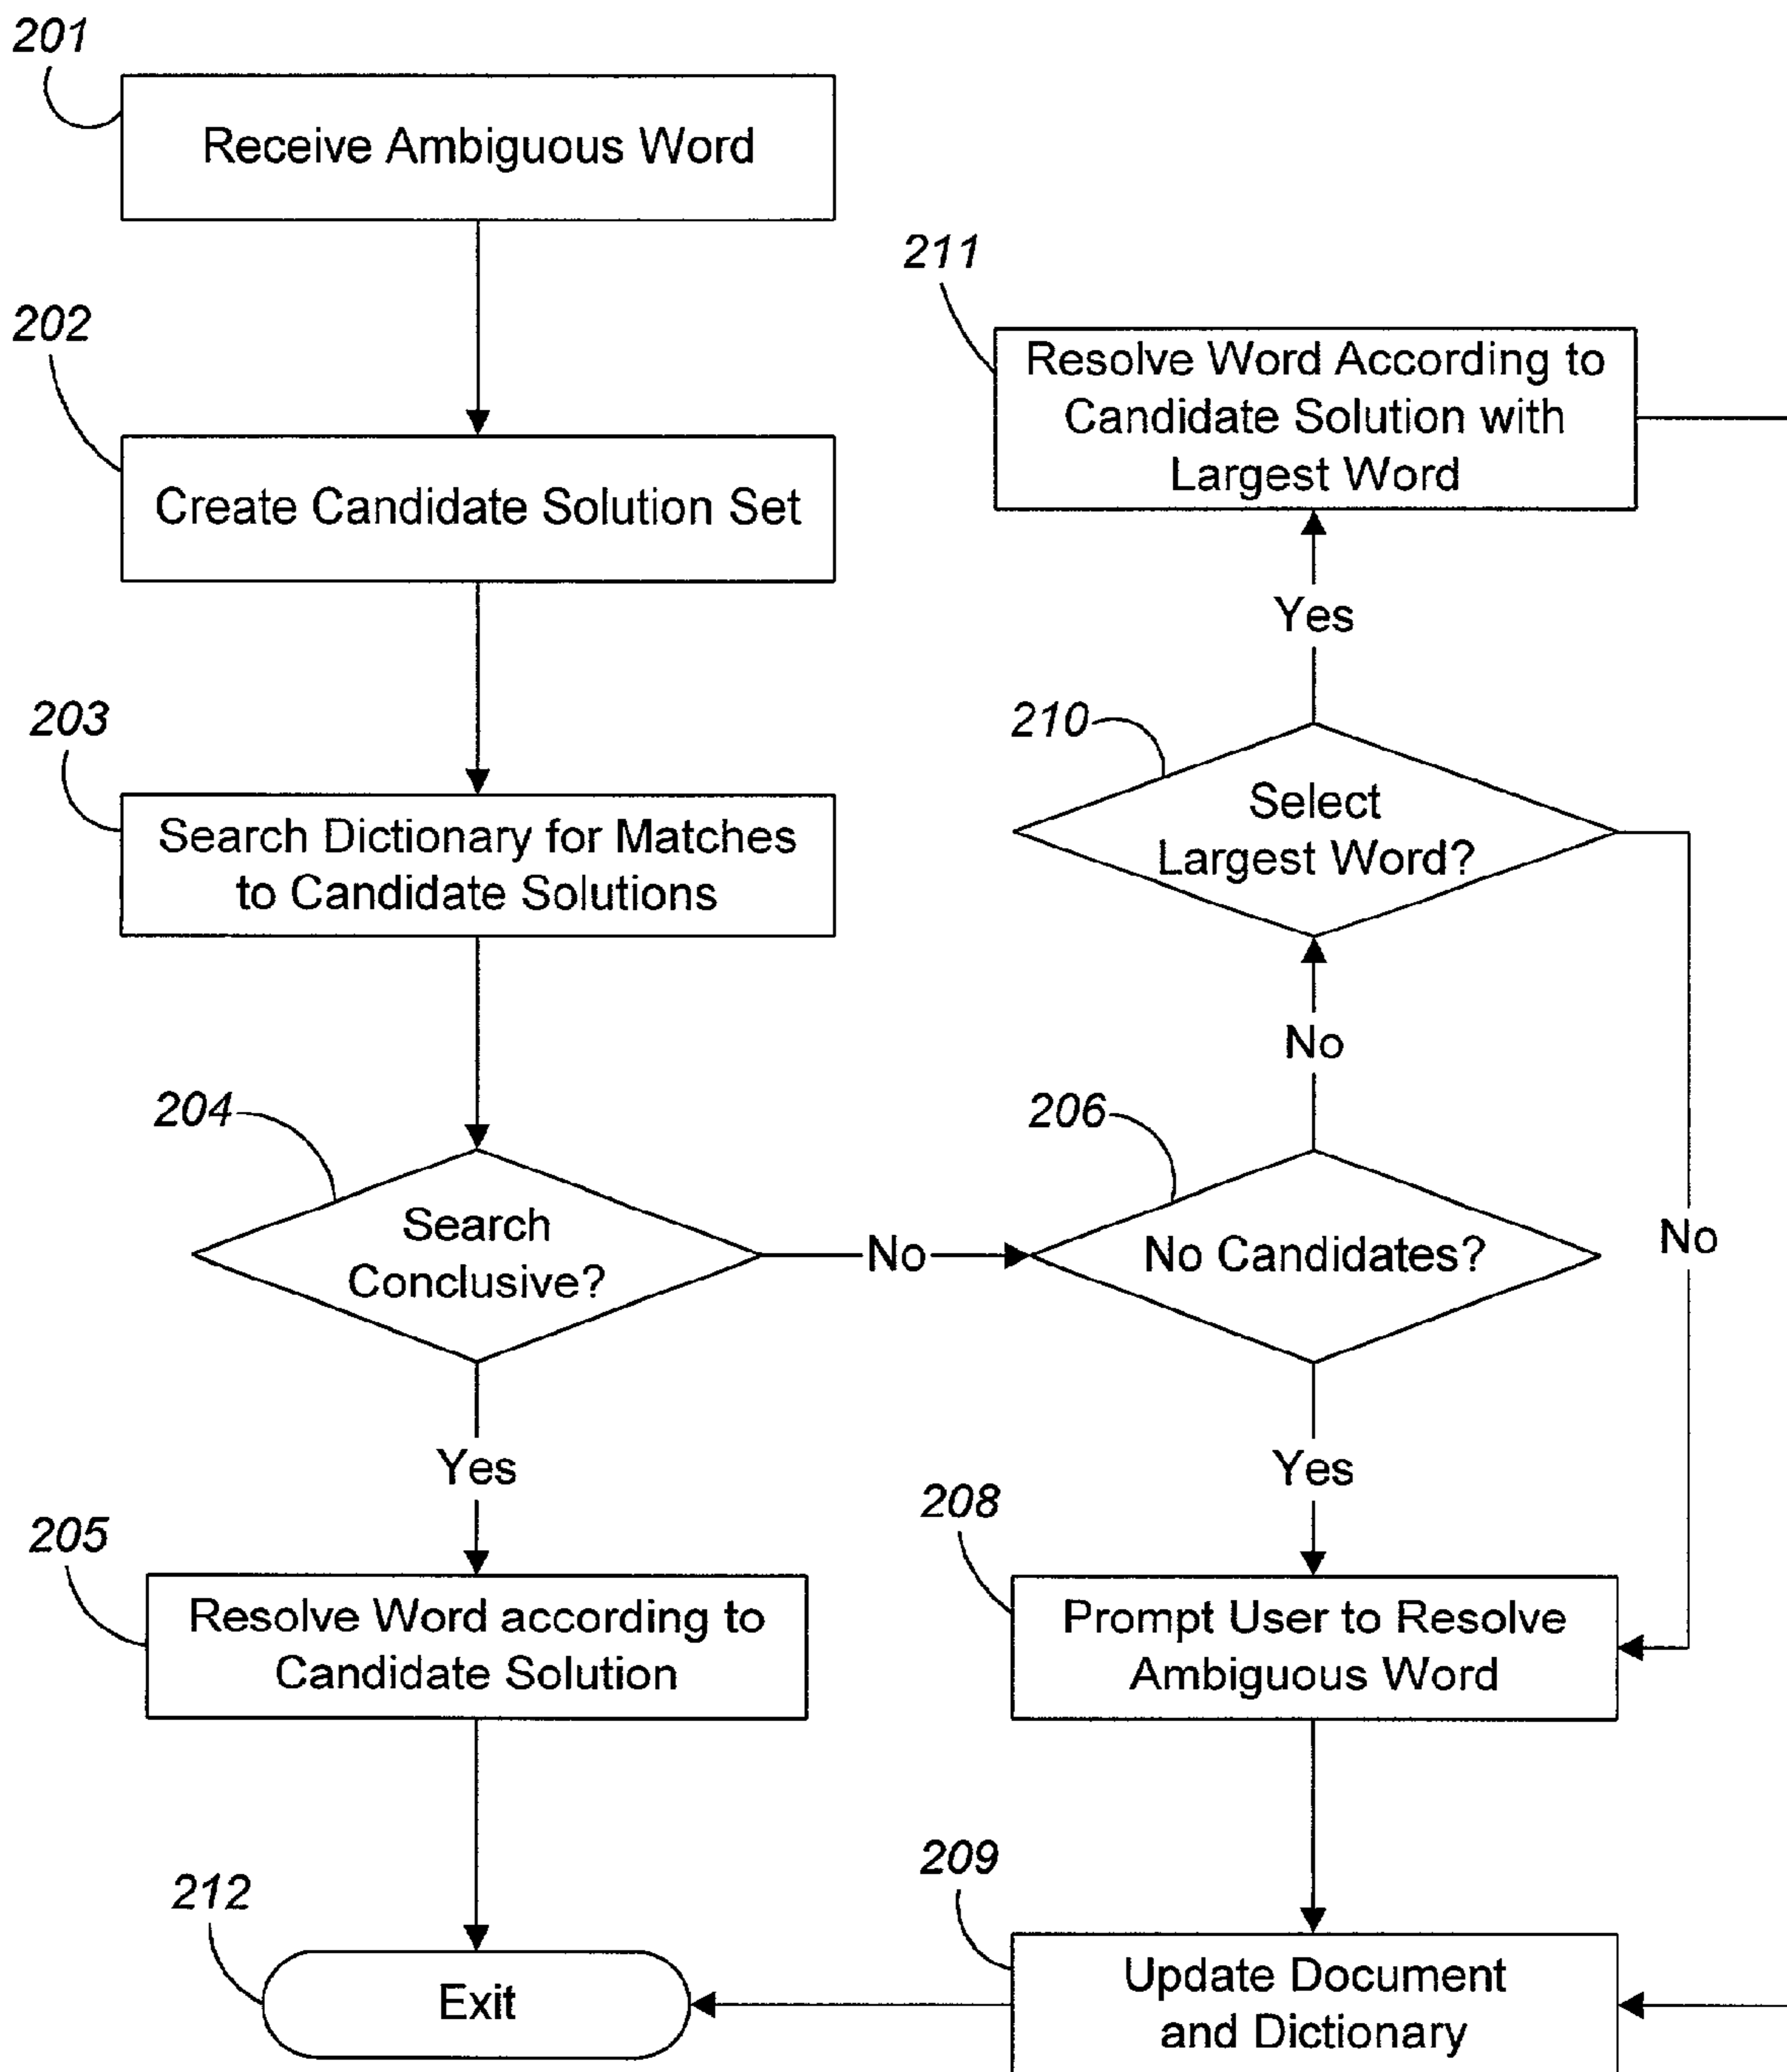 201
Receive Ambiguous Word
202
Create Candidate Solution Set
203
Search Dictionary for Matches
to Candidate Solutions
204
Search
Conclusive?
No
Yes
205
Resolve Word according to
Candidate Solution
212
Exit
211
Resolve Word According to
Candidate Solution with
Largest Word
Yes
210
Select
Largest Word?
No
No
206
No Candidates?
Yes
208
Prompt User to Resolve
Ambiguous Word
209
Update Document
and Dictionary